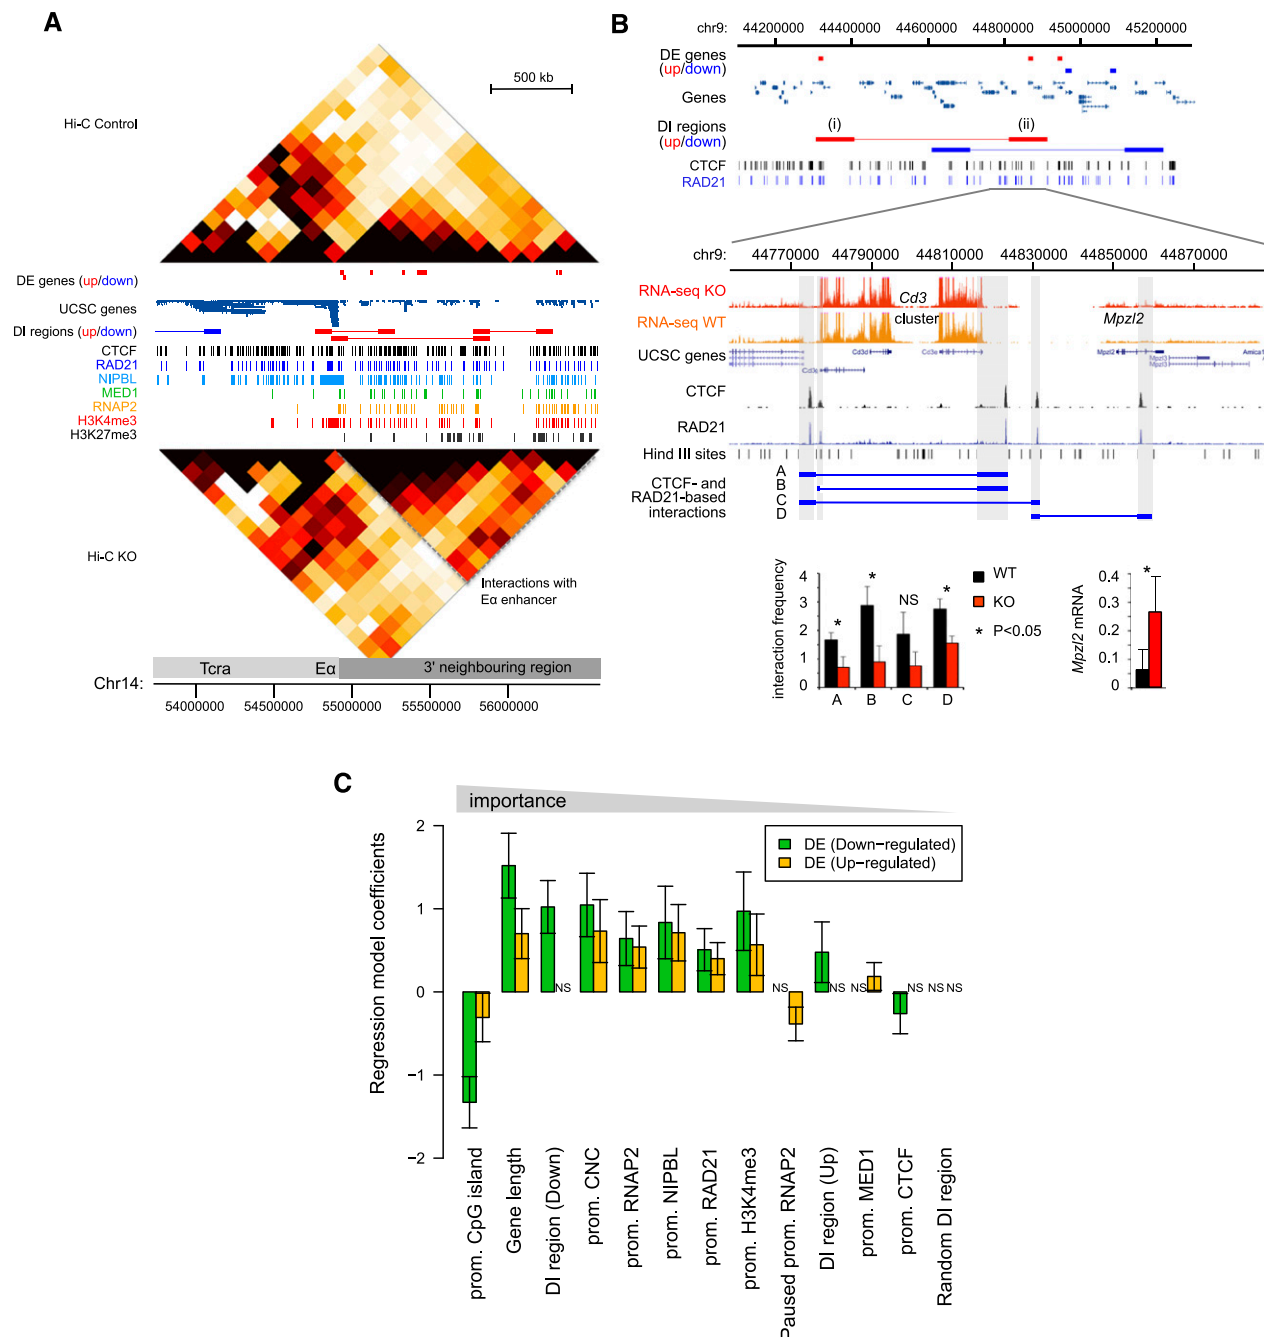 A
500 kb
Hi-C Control
DE genes (up/down)
UCSC genes
DI regions (up/down)
CTCF
RAD21
NIPBL
MED1
RNAP2
H3K4me3
H3K27me3
Hi-C KO
Interactions with
Eα enhancer
Tcra
Eα
3' neighbouring region
Chr14:
54000000 54500000 55000000 55500000 56000000
B
chr9: 44200000 44400000 44600000 44800000 45000000 45200000
DE genes
(up/down)
Genes
(i) (ii)
DI regions
(up/down)
CTCF
RAD21
chr9: 44770000 44790000 44810000 44830000 44850000 44870000
RNA-seq KO
Cd3
cluster
RNA-seq WT
Mpzl2
UCSC genes
Cd3d Cd3e Mpzl2 Amica1
Mpzl3
Mpzl3
CTCF
RAD21
Hind III sites
CTCF- and
RAD21-based
interactions
A
B
C
D
interaction frequency
4
3
2
1
0
* * NS *
A B C D
WT
KO
* P<0.05
Mpzl2 mRNA
0.4
0.3
0.2
0.1
0
*
C
importance
Regression model coefficients
2
1
0
−1
−2
DE (Down−regulated)
DE (Up−regulated)
NS NS NS NS NS NS NS
prom. CpG island
Gene length
DI region (Down)
prom. CNC
prom. RNAP2
prom. NIPBL
prom. RAD21
prom. H3K4me3
Paused prom. RNAP2
DI region (Up)
prom. MED1
prom. CTCF
Random DI region